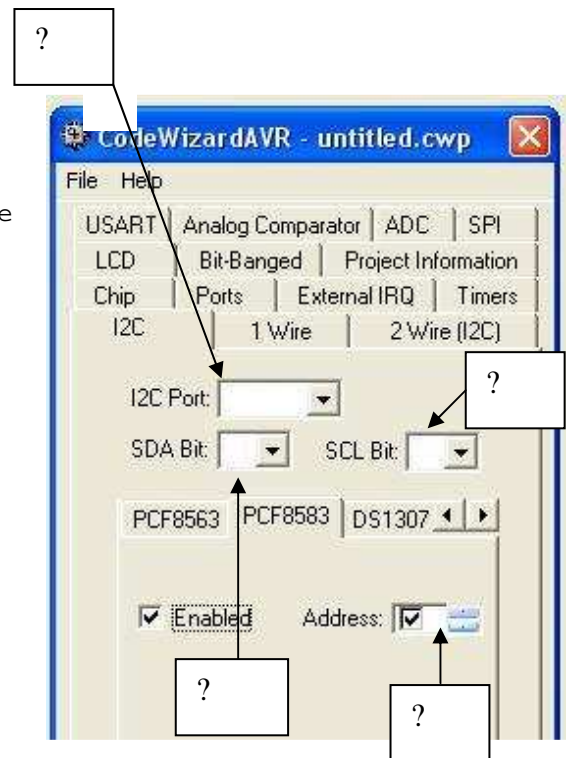 ?
CodeWizardAVR - untitled.cwp
File Help
e
USART Analog Comparator ADC SPI
LCD Bit-Banged Project Information
Chip Ports External IRQ Timers
I2C 1 Wire 2 Wire (I2C)
I2C Port:
?
SDA Bit: SCL Bit:
PCF8563 PCF8583 DS1307
Enabled Address:
?
?